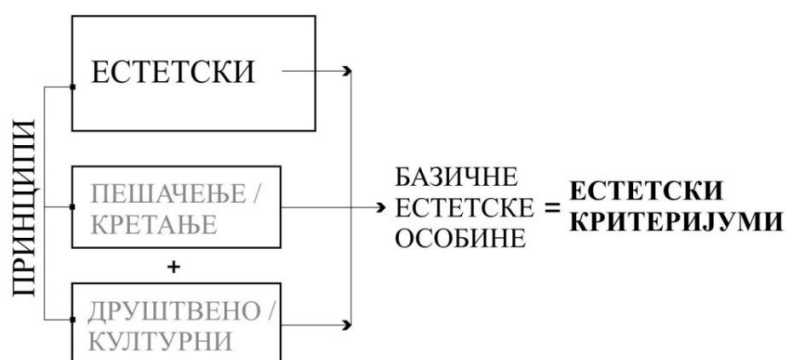 ПРИНЦИПИ
ЕСТЕТСКИ
ПЕШАЧЕЊЕ /
КРЕТАЊЕ
+
ДРУШТВЕНО /
КУЛТУРНИ
БАЗИЧНЕ
ЕСТЕТСКЕ
ОСОБИНЕ
=
ЕСТЕТСКИ
КРИТЕРИЈУМИ